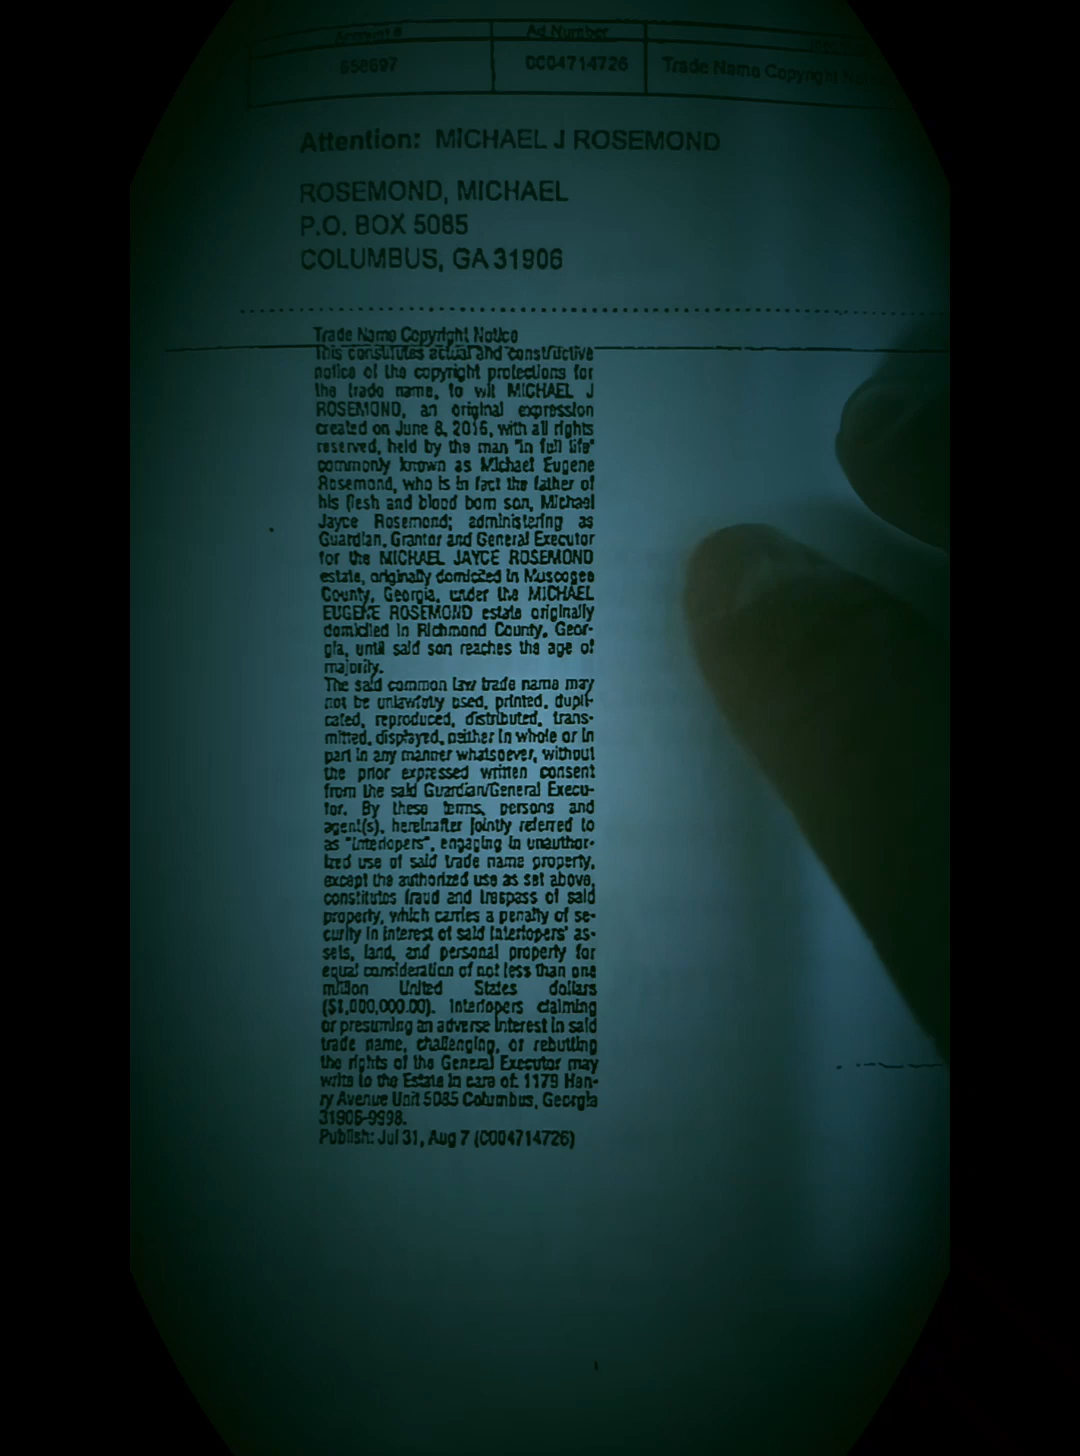 Account # Ad Number
658697 0004714726 Trade Name Copyright
Attention: MICHAEL J ROSEMOND
ROSEMOND, MICHAEL
P.O. BOX 5085
COLUMBUS, GA 31906
Trade Name Copyright Notice
This constitutes actual and constructive
notice of the copyright protections for
the trade name, to wit MICHAEL J
ROSEMOND, an original expression
created on June 8, 2016, with all rights
reserved, held by the man "in full life"
commonly known as Michael Eugene
Rosemond, who is in fact the father of
his flesh and blood born son, Michael
Jayce Rosemond; administering as
Guardian, Grantor and General Executor
for the MICHAEL JAYCE ROSEMOND
estate, originally domiciled in Muscogee
County, Georgia, under the MICHAEL
EUGENE ROSEMOND estate originally
domiciled in Richmond County, Geor-
gia, until said son reaches the age of
majority.
The said common law trade name may
not be unlawfully used, printed, dupli-
cated, reproduced, distributed, trans-
mitted, displayed, neither in whole or in
part in any manner whatsoever, without
the prior expressed written consent
from the said Guardian/General Execu-
tor. By these terms, persons and
agent(s), hereinafter jointly referred to
as "Interlopers", engaging in unauthor-
ized use of said trade name property,
except the authorized use as set above,
constitutes fraud and trespass of said
property, which carries a penalty of se-
curity in interest of said Interlopers' as-
sets, land, and personal property for
equal consideration of not less than one
million United States dollars
($1,000,000.00). Interlopers claiming
or presuming an adverse interest in said
trade name, challenging, or rebutting
the rights of the General Executor may
write to the Estate in care of: 1179 Hen-
ry Avenue Unit 5085 Columbus, Georgia
31906-9998.
Publish: Jul 31, Aug 7 (0004714726)